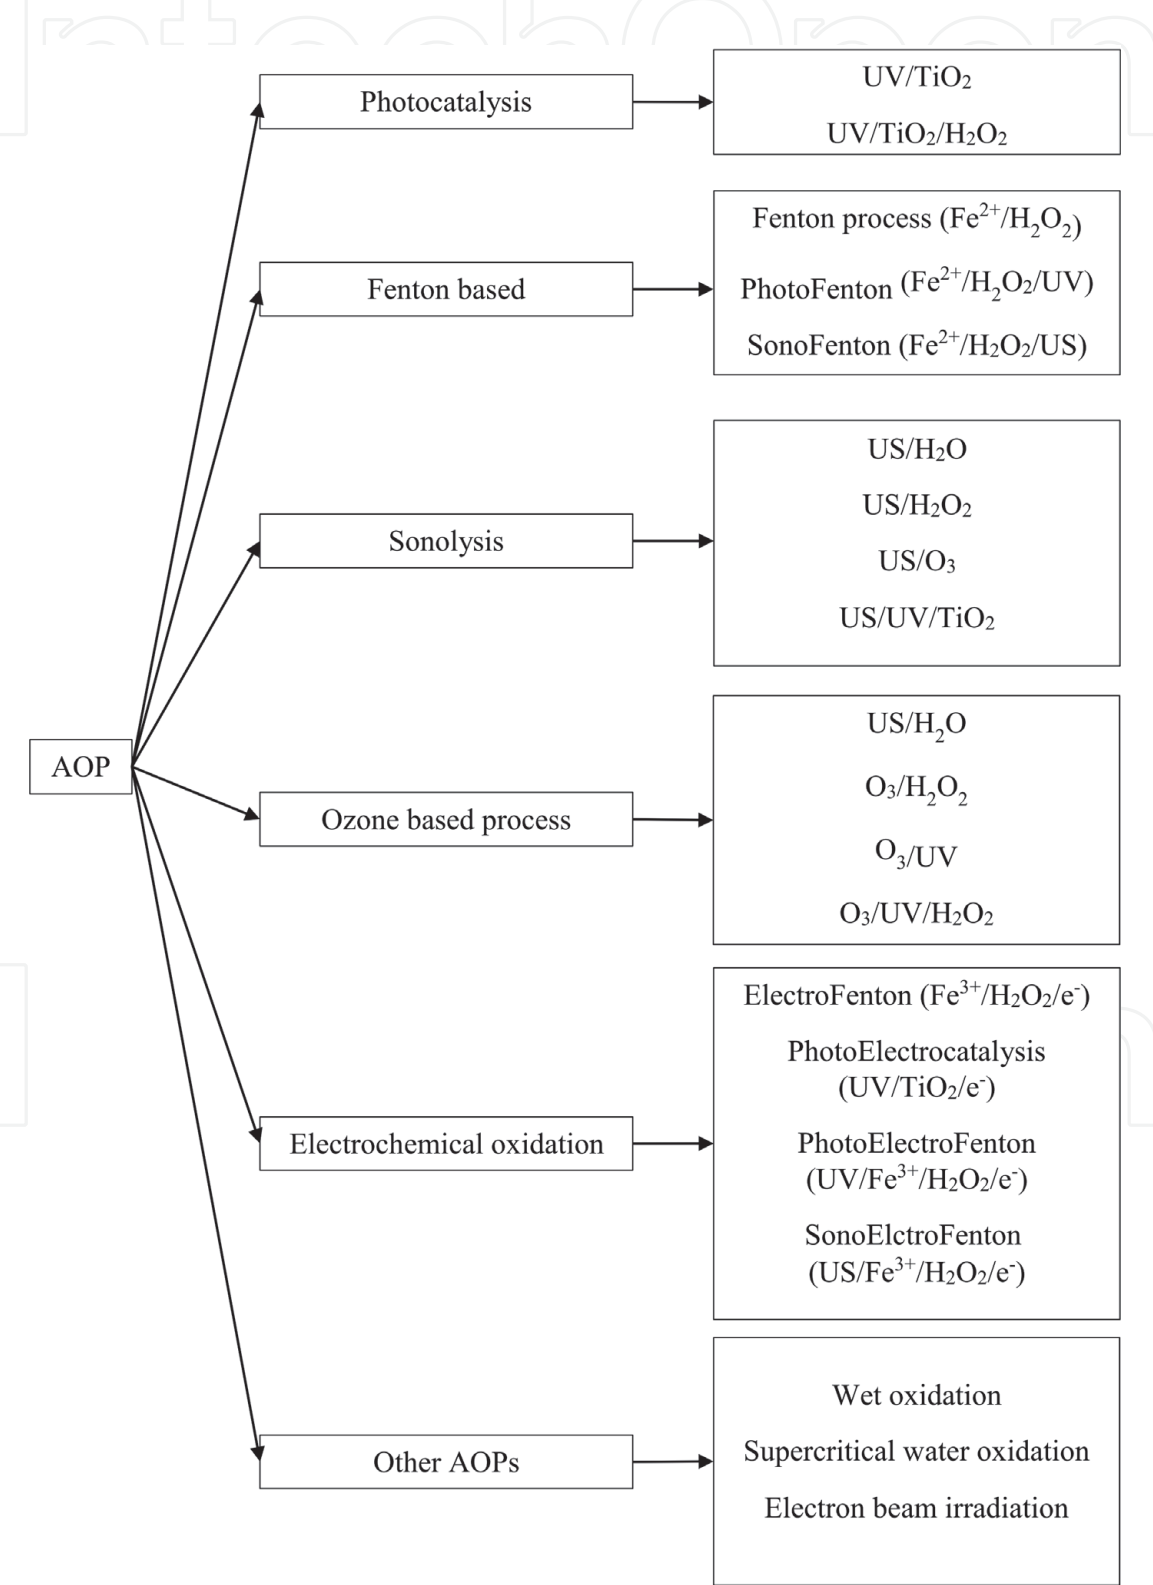 Photocatalysis
UV/TiO₂
UV/TiO₂/H₂O₂
Fenton based
Fenton process (Fe²⁺/H₂O₂)
PhotoFenton (Fe²⁺/H₂O₂/UV)
SonoFenton (Fe²⁺/H₂O₂/US)
Sonolysis
US/H₂O
US/H₂O₂
US/O₃
US/UV/TiO₂
AOP
Ozone based process
US/H₂O
O₃/H₂O₂
O₃/UV
O₃/UV/H₂O₂
Electrochemical oxidation
ElectroFenton (Fe³⁺/H₂O₂/e⁻)
PhotoElectrocatalysis
(UV/TiO₂/e⁻)
PhotoElectroFenton
(UV/Fe³⁺/H₂O₂/e⁻)
SonoElctroFenton
(US/Fe³⁺/H₂O₂/e⁻)
Other AOPs
Wet oxidation
Supercritical water oxidation
Electron beam irradiation